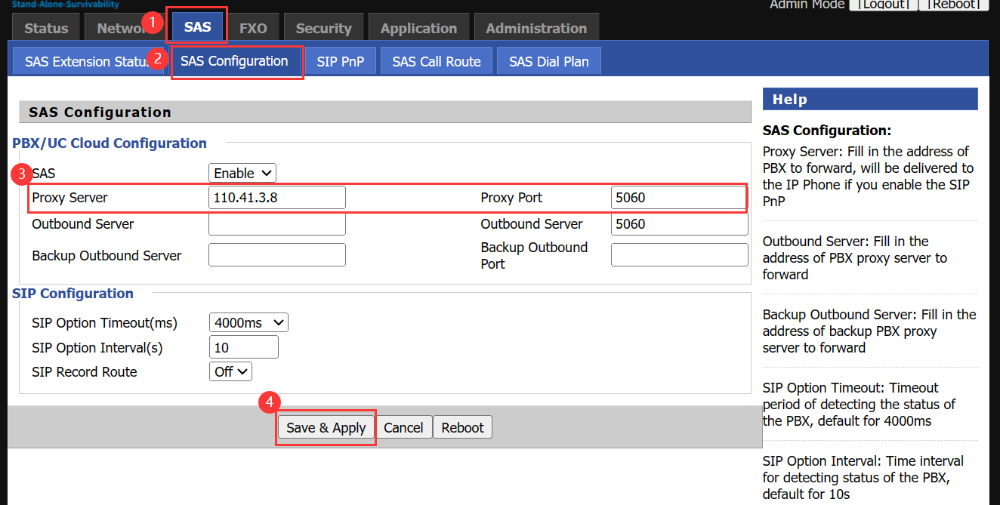 Stand-Alone-Survivability
Admin Mode [Logout] [Reboot]
Status Networ 1 SAS FXO Security Application Administration
SAS Extension Status 2 SAS Configuration SIP PnP SAS Call Route SAS Dial Plan
SAS Configuration
PBX/UC Cloud Configuration
3 SAS Enable
Proxy Server 110.41.3.8 Proxy Port 5060
Outbound Server Outbound Server 5060
Backup Outbound Server Backup Outbound
Port
SIP Configuration
SIP Option Timeout(ms) 4000ms
SIP Option Interval(s) 10
SIP Record Route Off
4
Save & Apply Cancel Reboot
Help
SAS Configuration:
Proxy Server: Fill in the address of
PBX to forward, will be delivered to
the IP Phone if you enable the SIP
PnP
Outbound Server: Fill in the
address of PBX proxy server to
forward
Backup Outbound Server: Fill in the
address of backup PBX proxy
server to forward
SIP Option Timeout: Timeout
period of detecting the status of
the PBX, default for 4000ms
SIP Option Interval: Time interval
for detecting status of the PBX,
default for 10s